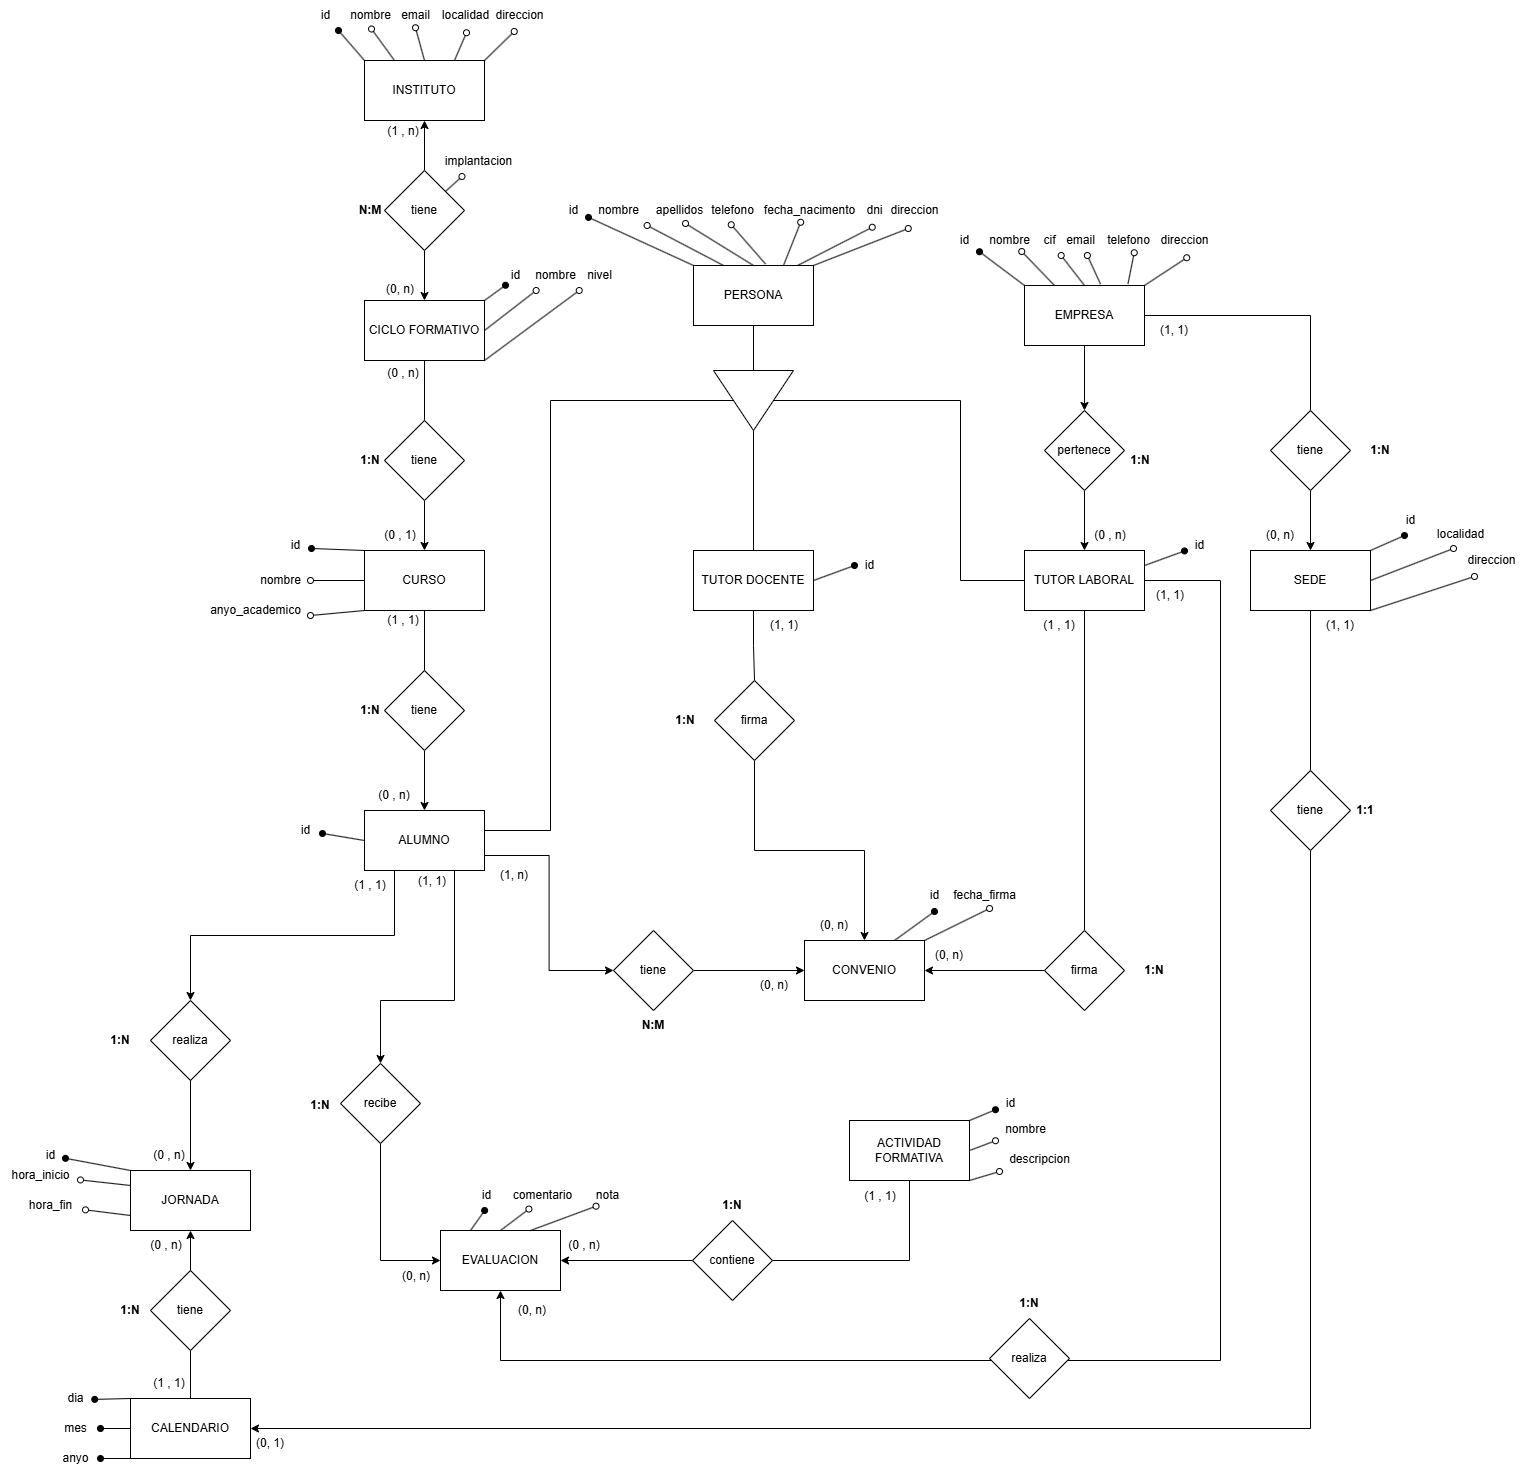 id nombre email localidad direccion
INSTITUTO
(1 , n)
implantacion
N:M tiene
(0, n)
id nombre nivel
CICLO FORMATIVO
(0 , n)
1:N tiene
(0 , 1)
id
nombre
anyo_academico
CURSO
(1 , 1)
1:N tiene
(0 , n)
id
ALUMNO
(1 , 1) (1, 1) (1, n)
id nombre apellidos telefono fecha_nacimento dni direccion
PERSONA
id nombre cif email telefono direccion
EMPRESA
(1, 1)
pertenece 1:N
tiene 1:N
(0 , n)
(0, n)
TUTOR DOCENTE id
(1, 1)
TUTOR LABORAL id
(1, 1)
(1 , 1)
SEDE
id
localidad
direccion
(1, 1)
1:N firma
tiene 1:1
id fecha_firma
(0, n)
CONVENIO
(0, n)
(0, n)
tiene
N:M
firma 1:N
1:N realiza
1:N recibe
(0, n)
id
hora_inicio
hora_fin
JORNADA
(0 , n)
1:N tiene
(1 , 1)
dia
mes
anyo
CALENDARIO
(0, 1)
ACTIVIDAD
FORMATIVA
id
nombre
descripcion
(1 , 1)
1:N
contiene
id comentario nota
EVALUACION
(0 , n)
(0, n)
(0, n)
1:N
realiza